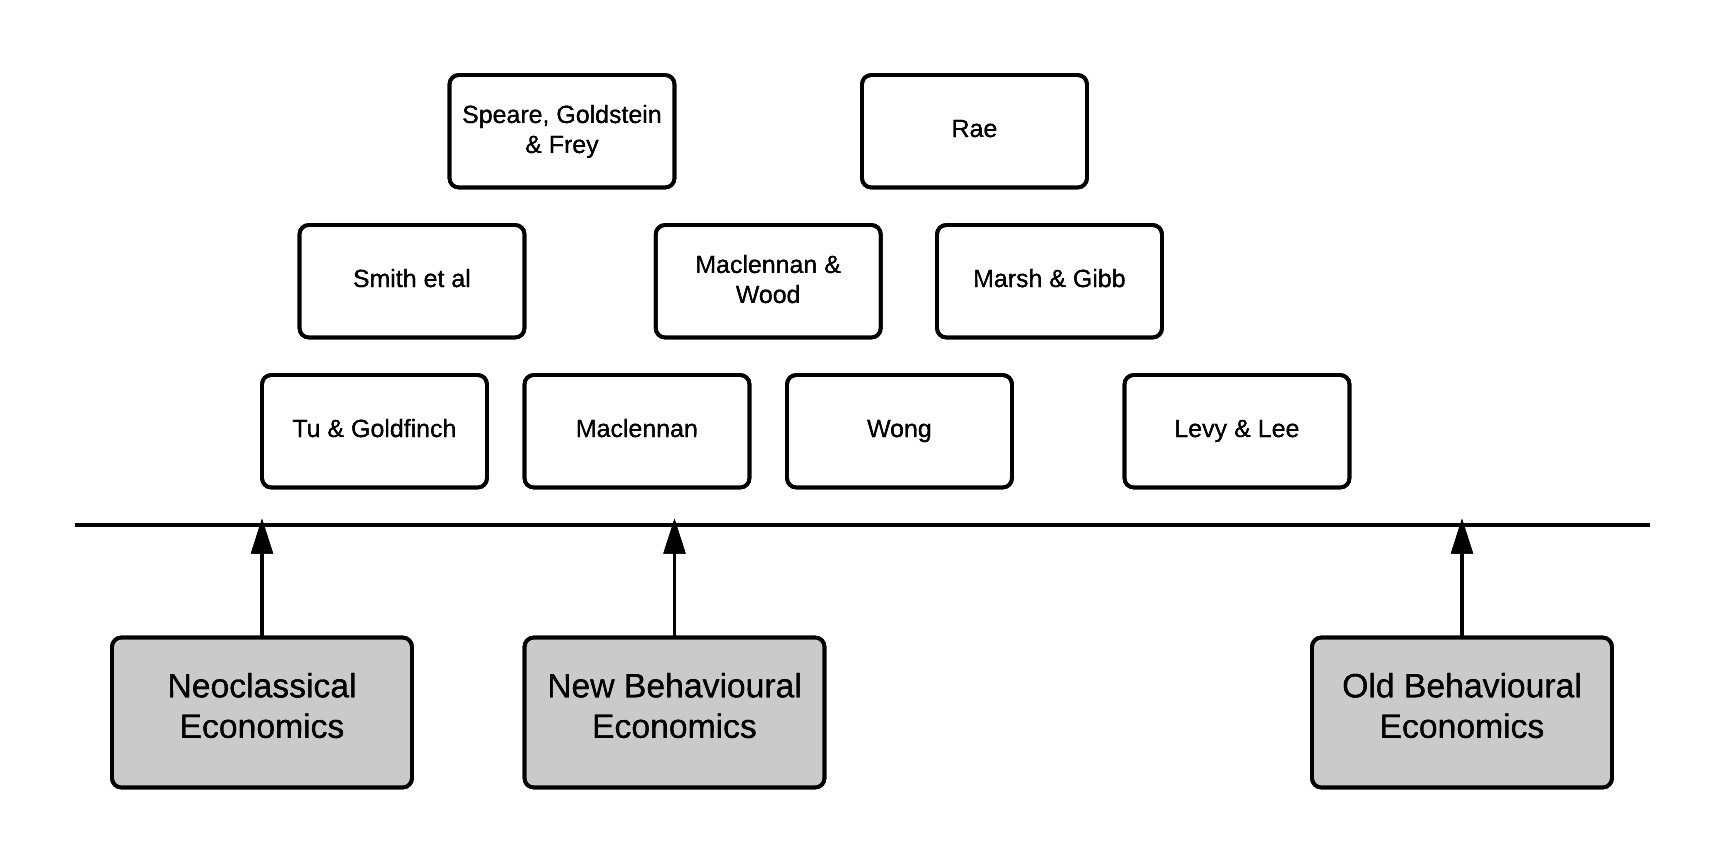 Speare, Goldstein
& Frey
Rae
Smith et al
Maclennan &
Wood
Marsh & Gibb
Tu & Goldfinch
Maclennan
Wong
Levy & Lee
Neoclassical
Economics
New Behavioural
Economics
Old Behavioural
Economics